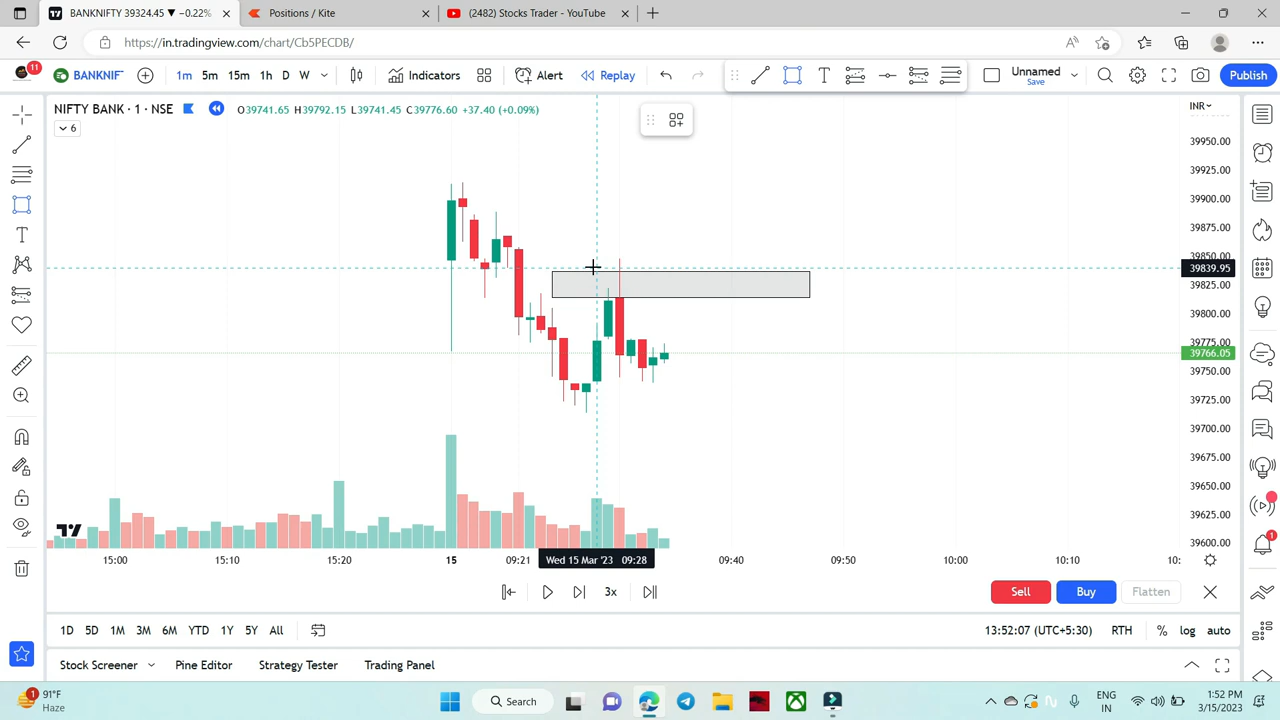 BANKNIFTY 39324.45 ▼ −0.22%
Positions / Kite
(2482) Stocks Trader - YouTube
https://in.tradingview.com/chart/Cb5PECDB/
11
BANKNIF
1m 5m 15m 1h D W
Indicators
Alert
Replay
Unnamed
Save
Publish
NIFTY BANK · 1 · NSE
O39741.65 H39792.15 L39741.45 C39776.60 +37.40 (+0.09%)
6
INR
39950.00
39925.00
39900.00
39875.00
39850.00
39839.95
39825.00
39800.00
39775.00
39766.05
39750.00
39725.00
39700.00
39675.00
39650.00
39625.00
39600.00
15:00 15:10 15:20 15 09:21 Wed 15 Mar '23 09:28 09:40 09:50 10:00 10:10 10:
3x
Sell
Buy
Flatten
1D 5D 1M 3M 6M YTD 1Y 5Y All
13:52:07 (UTC+5:30)
RTH
% log auto
Stock Screener
Pine Editor
Strategy Tester
Trading Panel
1
1
91°F
Haze
Search
ENG
IN
1:52 PM
3/15/2023